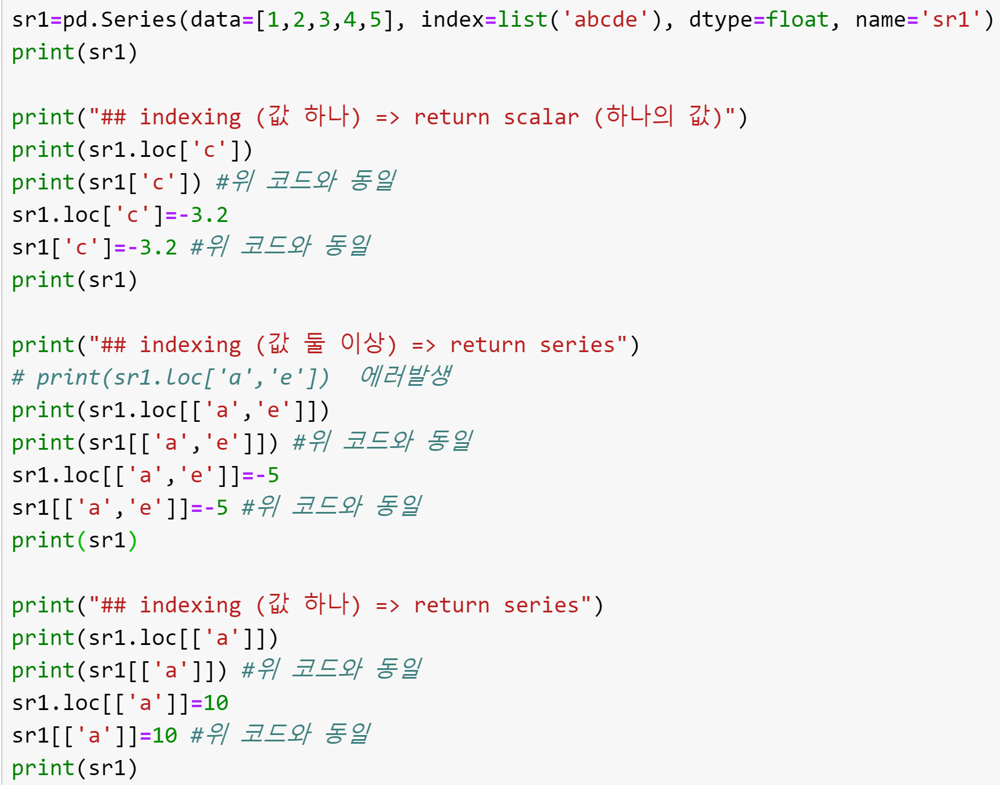 sr1=pd.Series(data=[1,2,3,4,5], index=list('abcde'), dtype=float, name='sr1')
print(sr1)
print("## indexing (값 하나) => return scalar (하나의 값)")
print(sr1.loc['c'])
print(sr1['c']) #위 코드와 동일
sr1.loc['c']=-3.2
sr1['c']=-3.2 #위 코드와 동일
print(sr1)
print("## indexing (값 둘 이상) => return series")
# print(sr1.loc['a','e'])  에러발생
print(sr1.loc[['a','e']])
print(sr1[['a','e']]) #위 코드와 동일
sr1.loc[['a','e']]=-5
sr1[['a','e']]=-5 #위 코드와 동일
print(sr1)
print("## indexing (값 하나) => return series")
print(sr1.loc[['a']])
print(sr1[['a']]) #위 코드와 동일
sr1.loc[['a']]=10
sr1[['a']]=10 #위 코드와 동일
print(sr1)